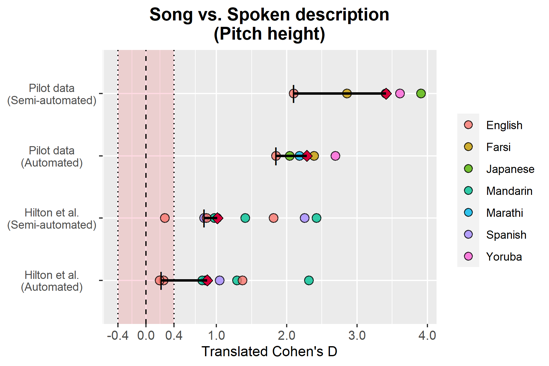 Song vs. Spoken description
(Pitch height)
Pilot data
(Semi-automated)
Pilot data
(Automated)
Hilton et al.
(Semi-automated)
Hilton et al.
(Automated)
-0.4 0.0 0.4 1.0 2.0 3.0 4.0
Translated Cohen's D
English
Farsi
Japanese
Mandarin
Marathi
Spanish
Yoruba